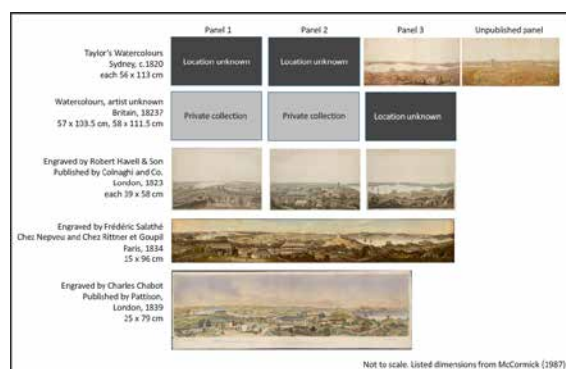 Panel 1 Panel 2 Panel 3 Unpublished panel
Taylor's Watercolours
Sydney, c.1820
each 56 x 113 cm
Location unknown
Location unknown
Watercolours, artist unknown
Britain, 1823?
57 x 103.5 cm, 58 x 111.5 cm
Private collection
Private collection
Location unknown
Engraved by Robert Havell & Son
Published by Colnaghi and Co.
London, 1823
each 39 x 58 cm
Engraved by Frédéric Salathé
Chez Nepveu and Chez Rittner et Goupil
Paris, 1834
15 x 96 cm
Engraved by Charles Chabot
Published by Pattison,
London, 1839
25 x 79 cm
Not to scale. Listed dimensions from McCormick (1987)